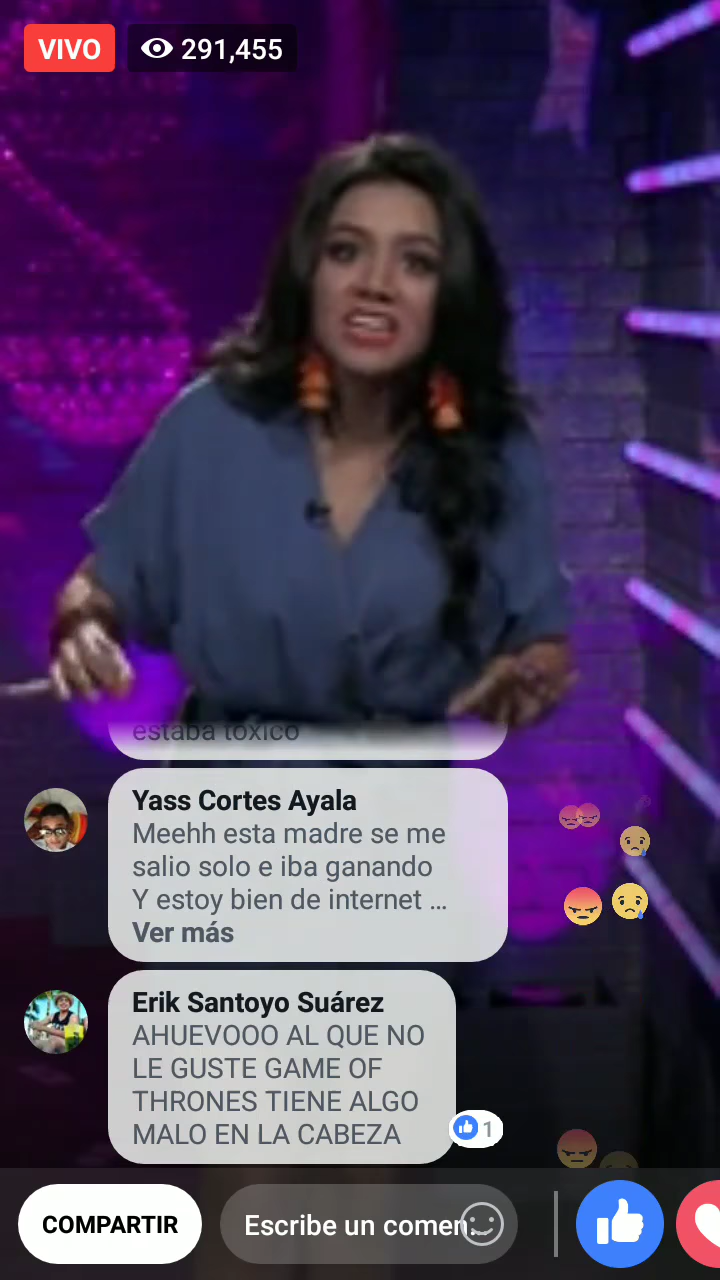 VIVO
291,455
estaba toxico
Yass Cortes Ayala
Meehh esta madre se me
salio solo e iba ganando
Y estoy bien de internet ...
Ver más
Erik Santoyo Suárez
AHUEVOOO AL QUE NO
LE GUSTE GAME OF
THRONES TIENE ALGO
MALO EN LA CABEZA
1
COMPARTIR
Escribe un comen.